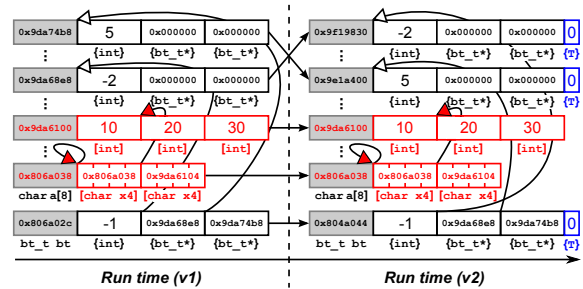 0x9da74b8 5 0x000000 0x000000 0x9f19830 -2 0x000000 0x000000 0
{int} {bt_t*} {bt_t*} {int} {bt_t*} {bt_t*} {T}
0x9da68e8 -2 0x000000 0x000000 0x9e1a400 5 0x000000 0x000000 0
{int} {bt_t*} {bt_t*} {int} {bt_t*} {bt_t*} {T}
0x9da6100 10 20 30 0x9da6100 10 20 30
[int] [int] [int] [int] [int] [int]
0x806a038 0x806a038 0x9da6104 0x806a038 0x806a038 0x9da6104
char a[8] [char x4] [char x4] char a[8] [char x4] [char x4]
0x806a02c -1 0x9da68e8 0x9da74b8 0x804a044 -1 0x9da68e8 0x9da74b8 0
bt_t bt {int} {bt_t*} {bt_t*} bt_t bt {int} {bt_t*} {bt_t*} {T}
Run time (v1) Run time (v2)